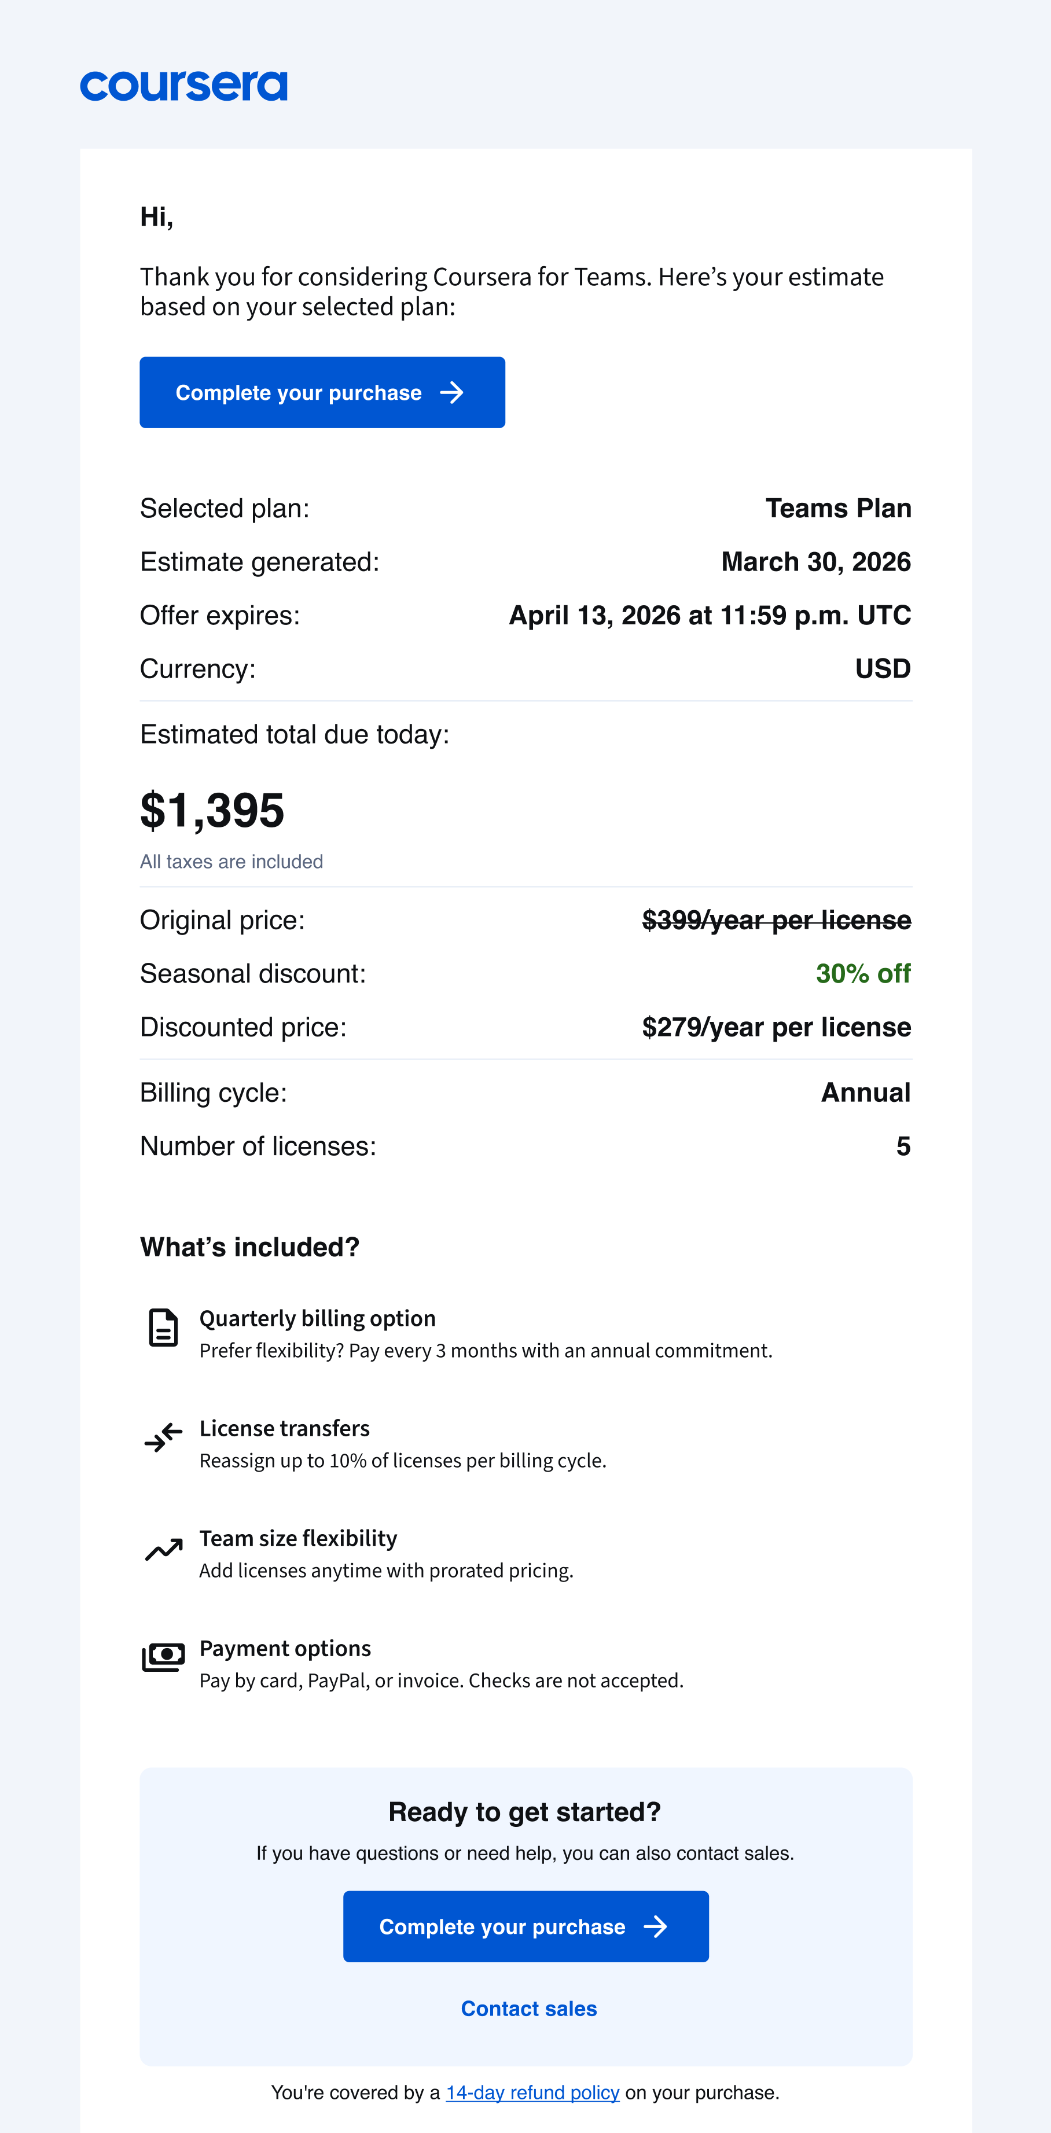 coursera
Hi,
Thank you for considering Coursera for Teams. Here’s your estimate
based on your selected plan:
Complete your purchase
Selected plan: Teams Plan
Estimate generated: March 30, 2026
Offer expires: April 13, 2026 at 11:59 p.m. UTC
Currency: USD
Estimated total due today:
$1,395
All taxes are included
Original price: $399/year per license
Seasonal discount: 30% off
Discounted price: $279/year per license
Billing cycle: Annual
Number of licenses: 5
What’s included?
Quarterly billing option
Prefer flexibility? Pay every 3 months with an annual commitment.
License transfers
Reassign up to 10% of licenses per billing cycle.
Team size flexibility
Add licenses anytime with prorated pricing.
Payment options
Pay by card, PayPal, or invoice. Checks are not accepted.
Ready to get started?
If you have questions or need help, you can also contact sales.
Complete your purchase
Contact sales
You're covered by a 14-day refund policy on your purchase.